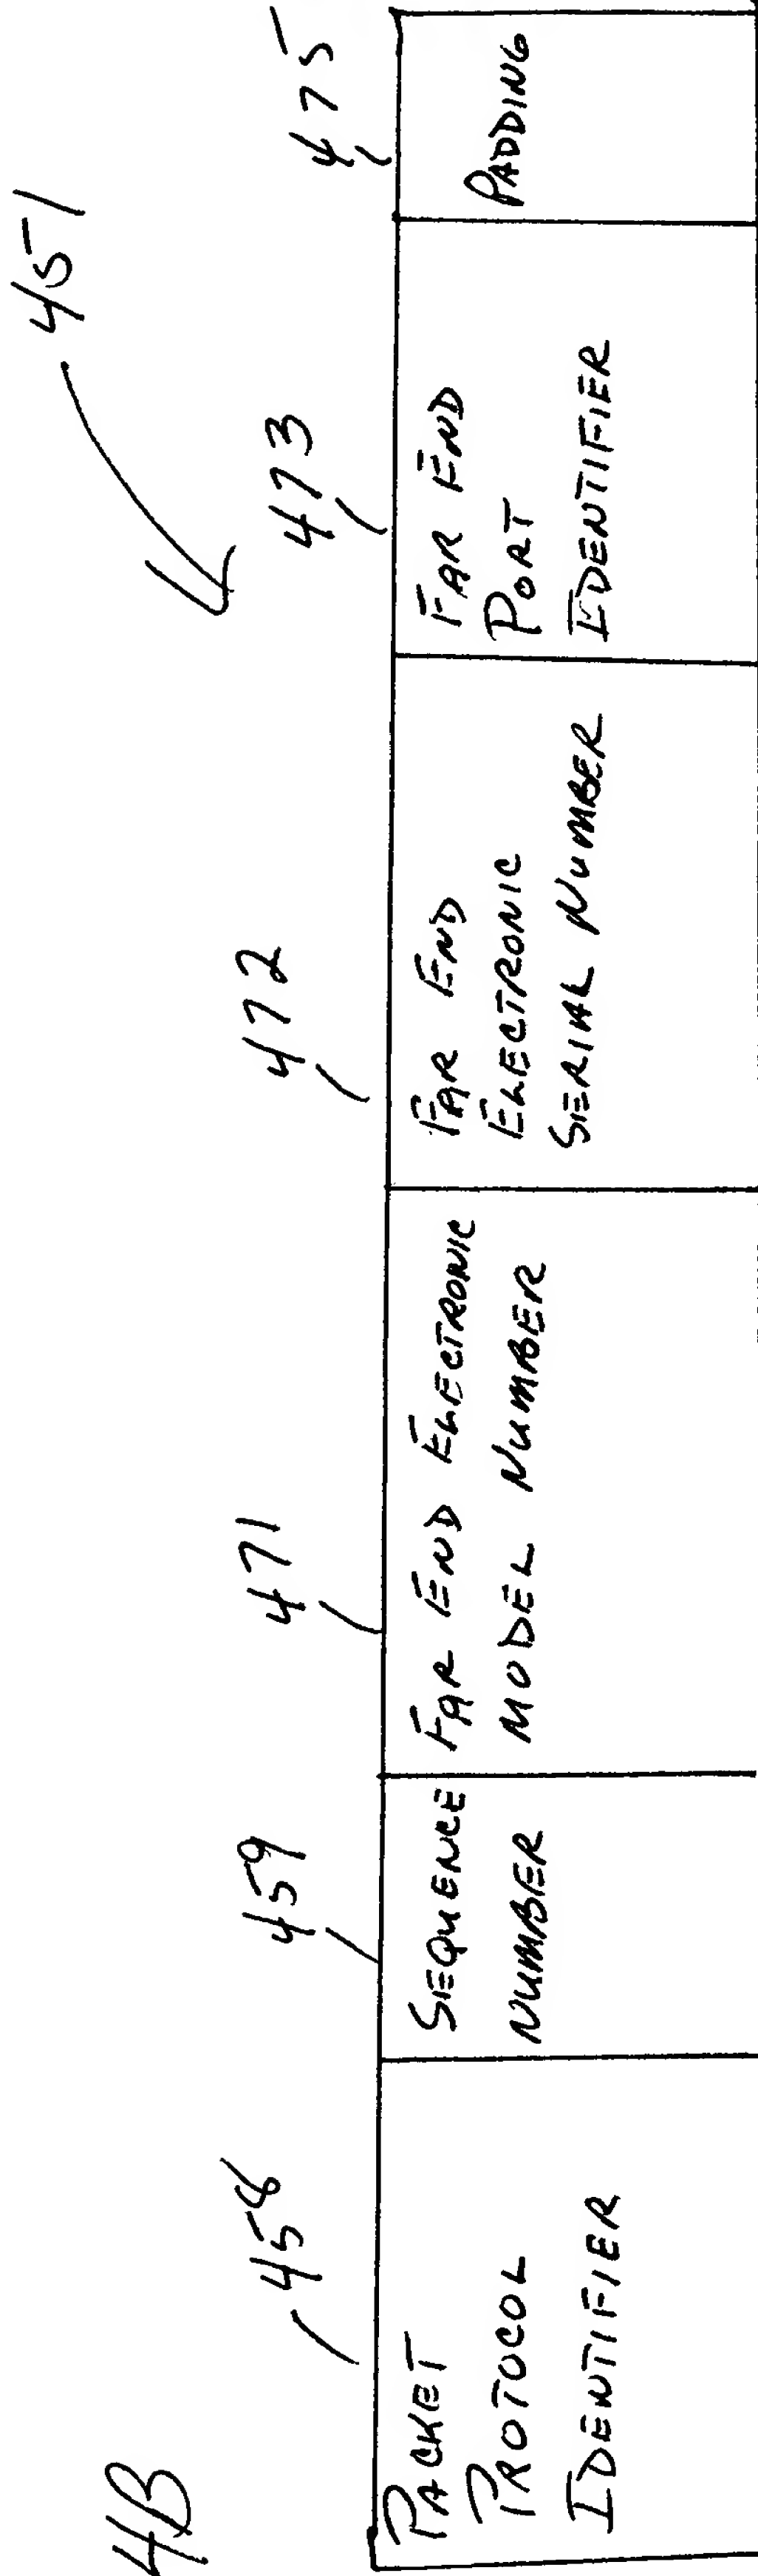 4B
451
458
459
471
472
473
475
PACKET
PROTOCOL
IDENTIFIER
SEQUENCE
NUMBER
FAR END ELECTRONIC
MODEL NUMBER
FAR END
ELECTRONIC
SERIAL NUMBER
FAR END
PORT
IDENTIFIER
PADDING